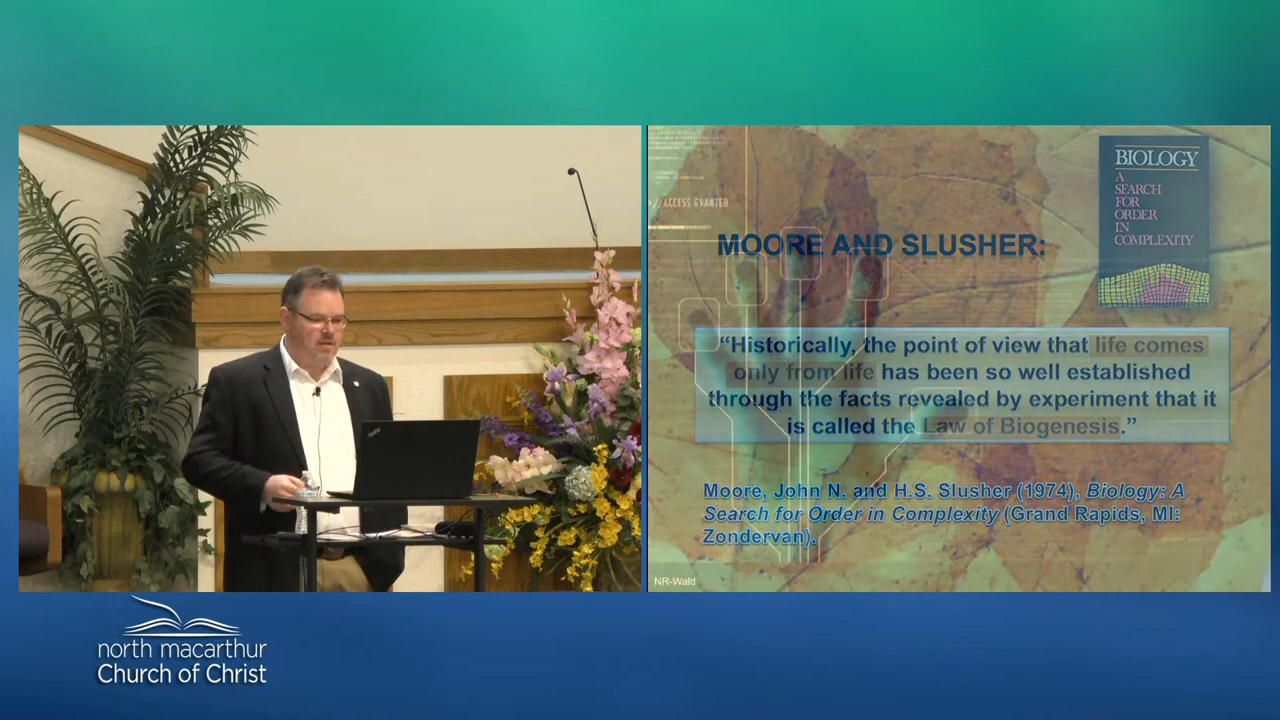 >//ACCESS GRANTED
BIOLOGY
A
SEARCH
FOR
ORDER
IN
COMPLEXITY
MOORE AND SLUSHER:
“Historically, the point of view that life comes
only from life has been so well established
through the facts revealed by experiment that it
is called the Law of Biogenesis.”
Moore, John N. and H.S. Slusher (1974), Biology: A
Search for Order in Complexity (Grand Rapids, MI:
Zondervan).
NR-Wald
north macarthur
Church of Christ